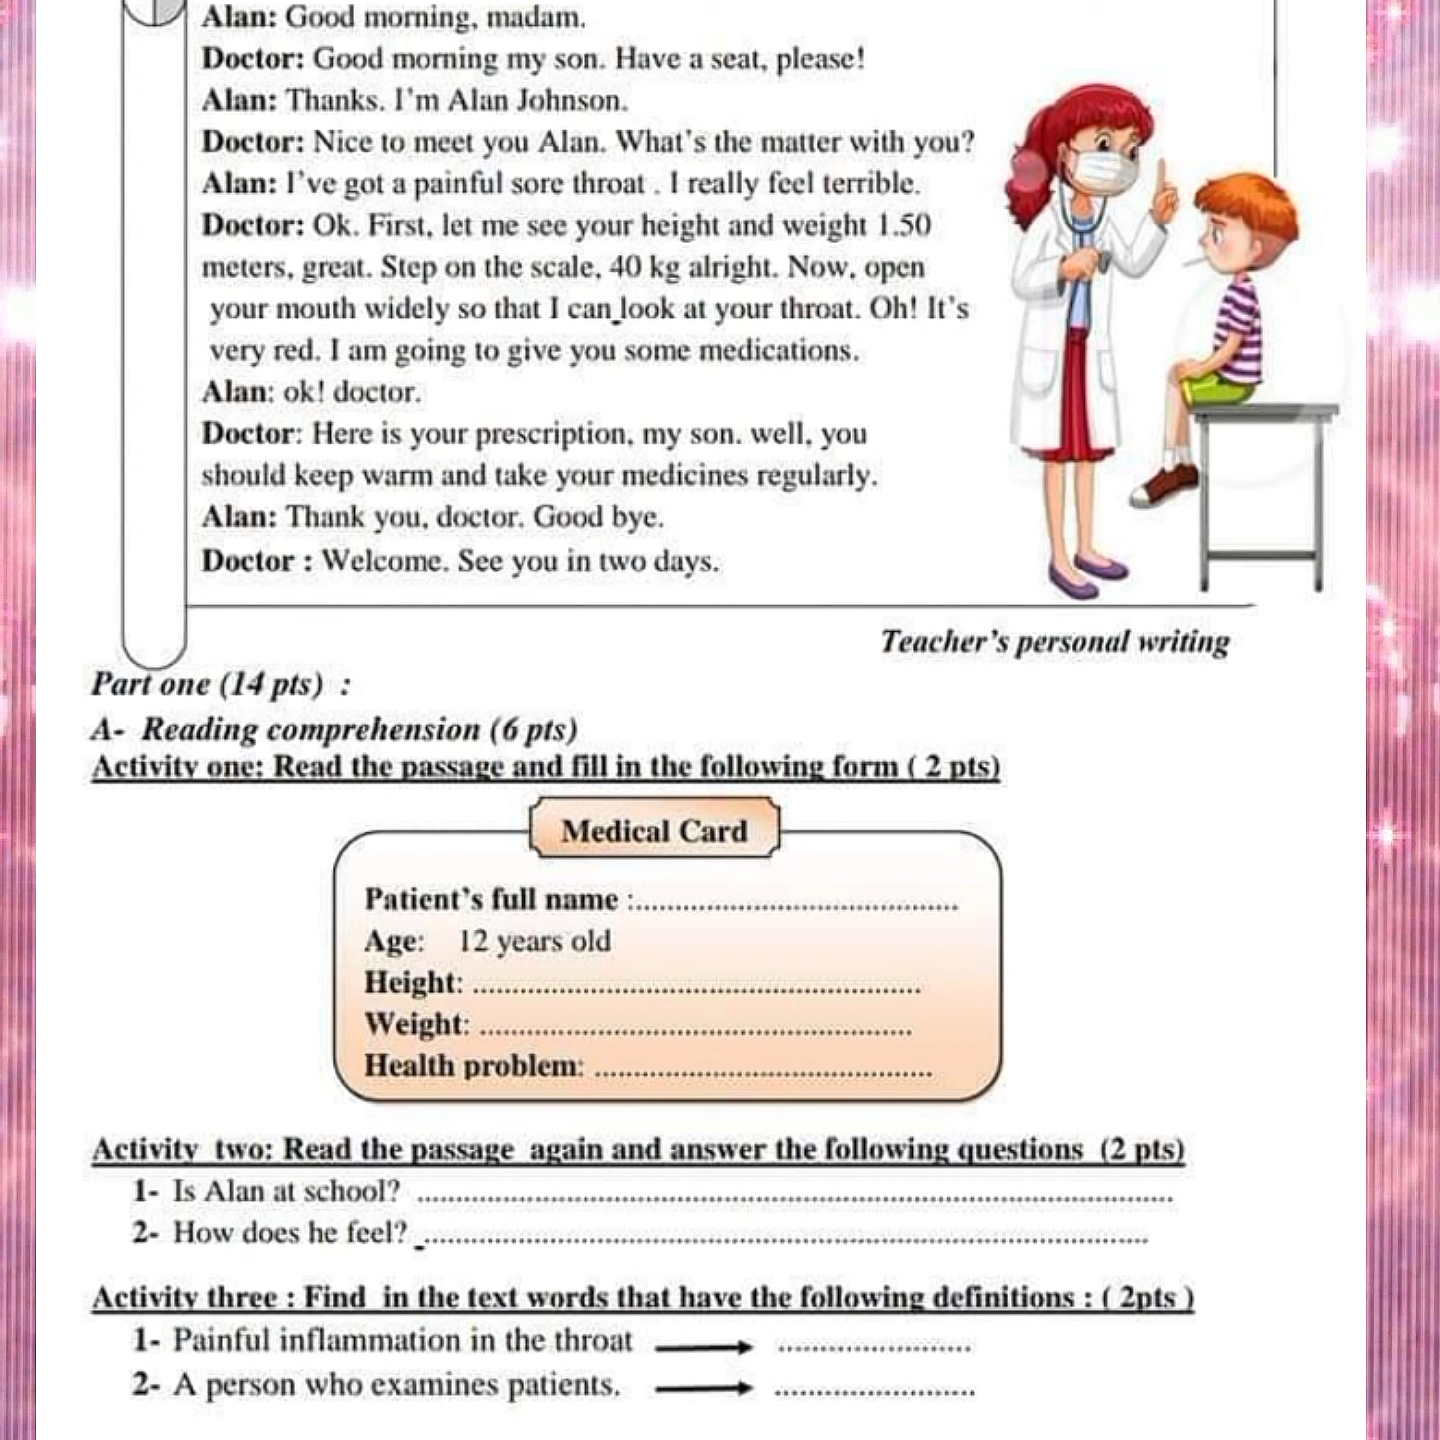 Alan: Good morning, madam.
Doctor: Good morning my son. Have a seat, please!
Alan: Thanks. I'm Alan Johnson.
Doctor: Nice to meet you Alan. What's the matter with you?
Alan: I've got a painful sore throat . I really feel terrible.
Doctor: Ok. First, let me see your height and weight 1.50
meters, great. Step on the scale, 40 kg alright. Now, open
your mouth widely so that I can look at your throat. Oh! It's
very red. I am going to give you some medications.
Alan: ok! doctor.
Doctor: Here is your prescription, my son. well, you
should keep warm and take your medicines regularly.
Alan: Thank you, doctor. Good bye.
Doctor : Welcome. See you in two days.
Teacher's personal writing
Part one (14 pts) :
A- Reading comprehension (6 pts)
Activity one: Read the passage and fill in the following form ( 2 pts)
Medical Card
Patient's full name :..........................................
Age: 12 years old
Height: ..........................................................
Weight: ........................................................
Health problem: ............................................
Activity two: Read the passage again and answer the following questions (2 pts)
1- Is Alan at school? ..................................................................................................
2- How does he feel? ..............................................................................................
Activity three : Find in the text words that have the following definitions : ( 2pts )
1- Painful inflammation in the throat → .........................
2- A person who examines patients. → ..........................